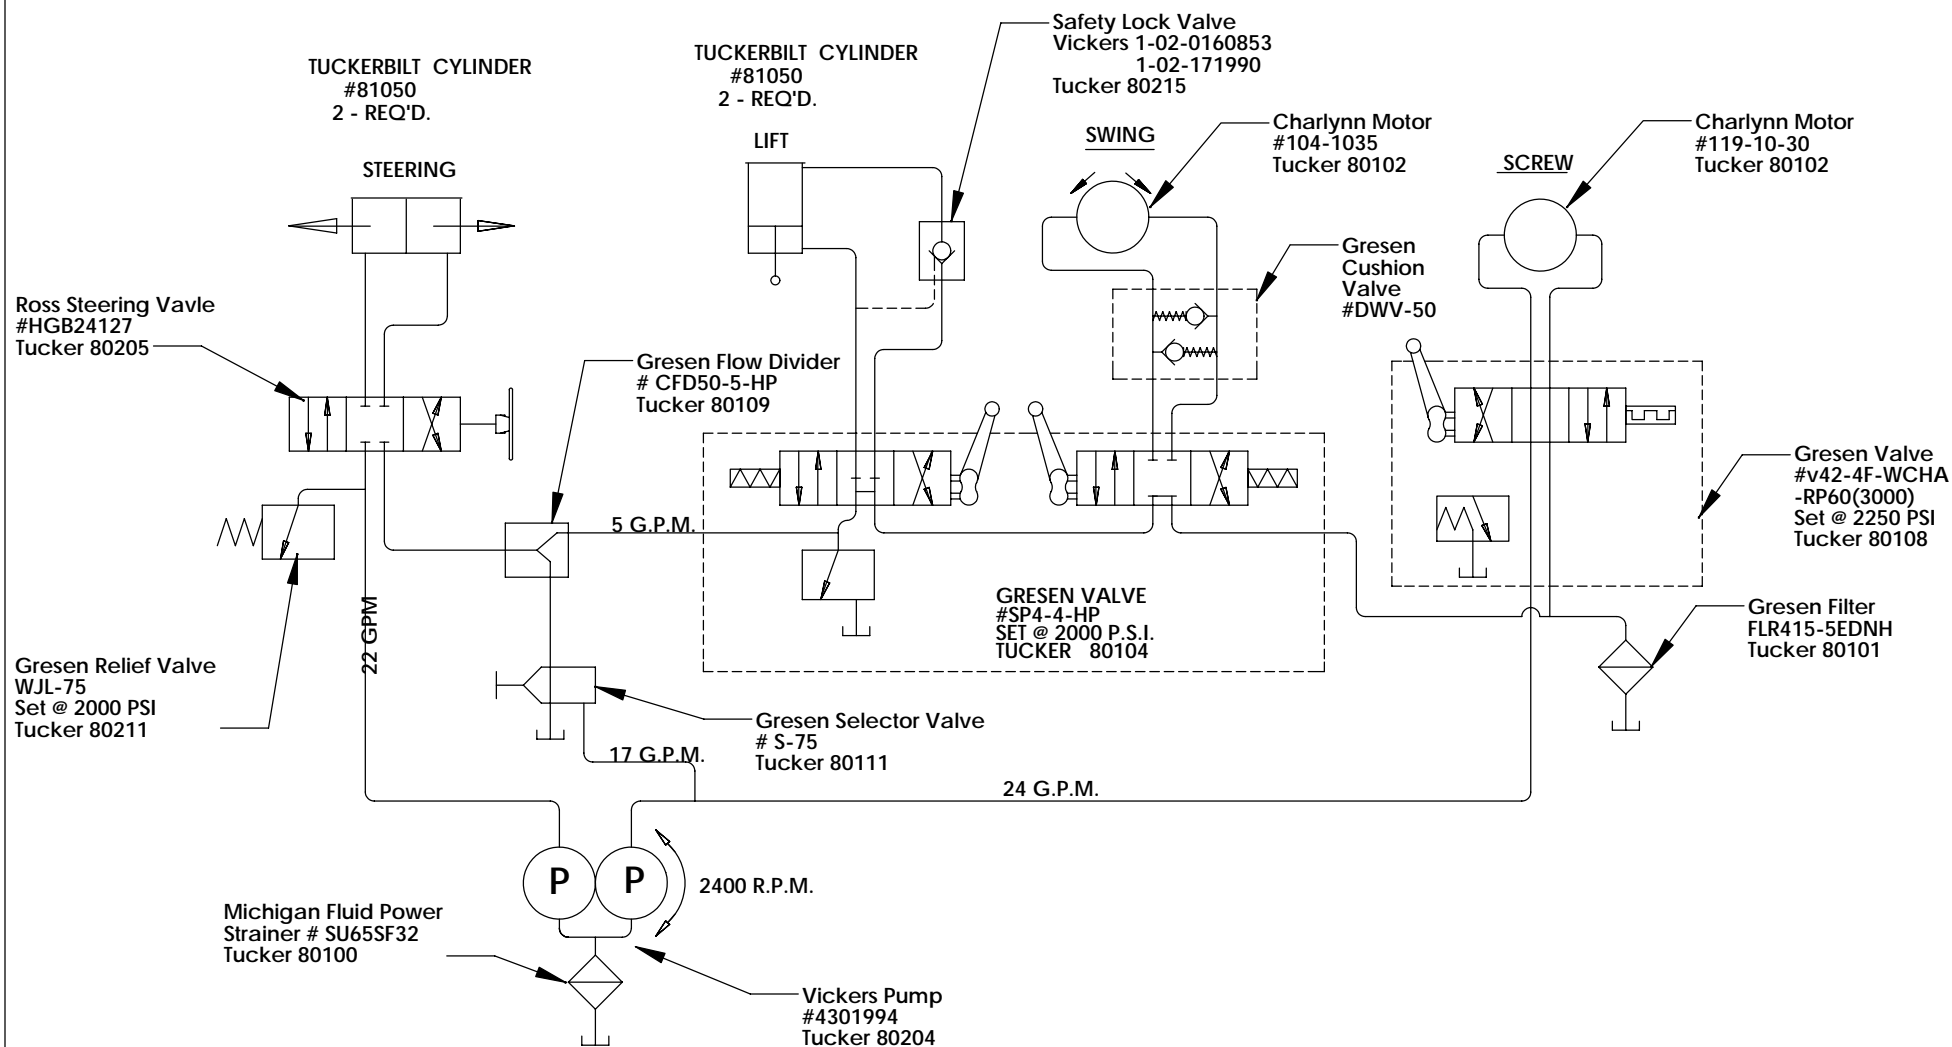 Safety Lock Valve
Vickers 1-02-0160853
1-02-171990
Tucker 80215
TUCKERBILT CYLINDER
#81050
2 - REQ'D.
TUCKERBILT CYLINDER
#81050
2 - REQ'D.
STEERING
LIFT
SWING
Charlynn Motor
#104-1035
Tucker 80102
SCREW
Charlynn Motor
#119-10-30
Tucker 80102
Gresen
Cushion
Valve
#DWV-50
Ross Steering Vavle
#HGB24127
Tucker 80205
Gresen Flow Divider
# CFD50-5-HP
Tucker 80109
Gresen Valve
#v42-4F-WCHA
-RP60(3000)
Set @ 2250 PSI
Tucker 80108
5 G.P.M.
GRESEN VALVE
#SP4-4-HP
SET @ 2000 P.S.I.
TUCKER 80104
22 GPM
Gresen Filter
FLR415-5EDNH
Tucker 80101
Gresen Relief Valve
WJL-75
Set @ 2000 PSI
Tucker 80211
Gresen Selector Valve
# S-75
Tucker 80111
17 G.P.M.
24 G.P.M.
P
P
2400 R.P.M.
Michigan Fluid Power
Strainer # SU65SF32
Tucker 80100
Vickers Pump
#4301994
Tucker 80204